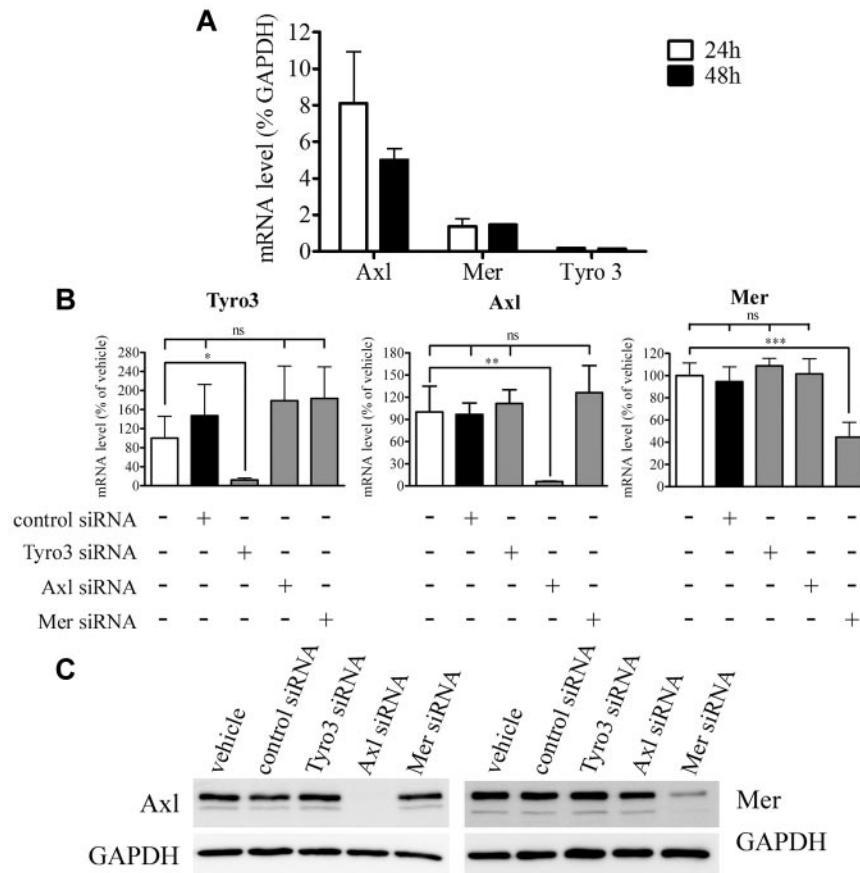 A
mRNA level (% GAPDH)
12
10
8
6
4
2
0
Axl
Mer
Tyro 3
24h
48h
B
Tyro3
ns
*
mRNA level (% of vehicle)
280
240
200
160
120
80
40
0
Axl
ns
**
mRNA level (% of vehicle)
150
120
90
60
30
0
Mer
ns
***
mRNA level (% of vehicle)
120
100
80
60
40
20
0
control siRNA - + - - - - + - - - - + - - -
Tyro3 siRNA - - + - - - - + - - - - + - -
Axl siRNA - - - + - - - - + - - - - + -
Mer siRNA - - - - + - - - - + - - - - +
C
vehicle
control siRNA
Tyro3 siRNA
Axl siRNA
Mer siRNA
vehicle
control siRNA
Tyro3 siRNA
Axl siRNA
Mer siRNA
Axl
Mer
GAPDH
GAPDH